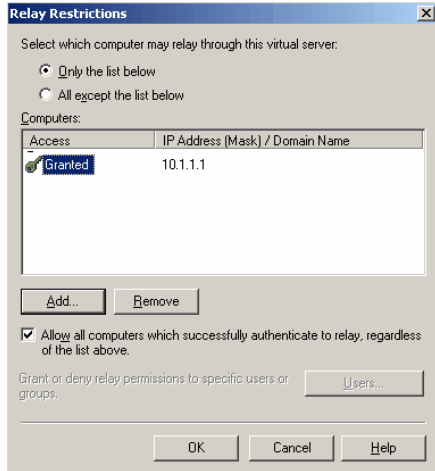 Relay Restrictions
Select which computer may relay through this virtual server:
Only the list below
All except the list below
Computers:
Access IP Address (Mask) / Domain Name
Granted 10.1.1.1
Add... Remove
Allow all computers which successfully authenticate to relay, regardless
of the list above.
Grant or deny relay permissions to specific users or
groups.
Users...
OK Cancel Help